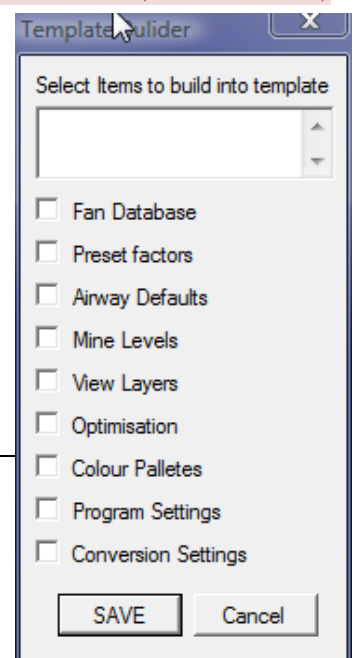 Template Bulider
Select Items to build into template
Fan Database
Preset factors
Airway Defaults
Mine Levels
View Layers
Optimisation
Colour Palletes
Program Settings
Conversion Settings
SAVE Cancel